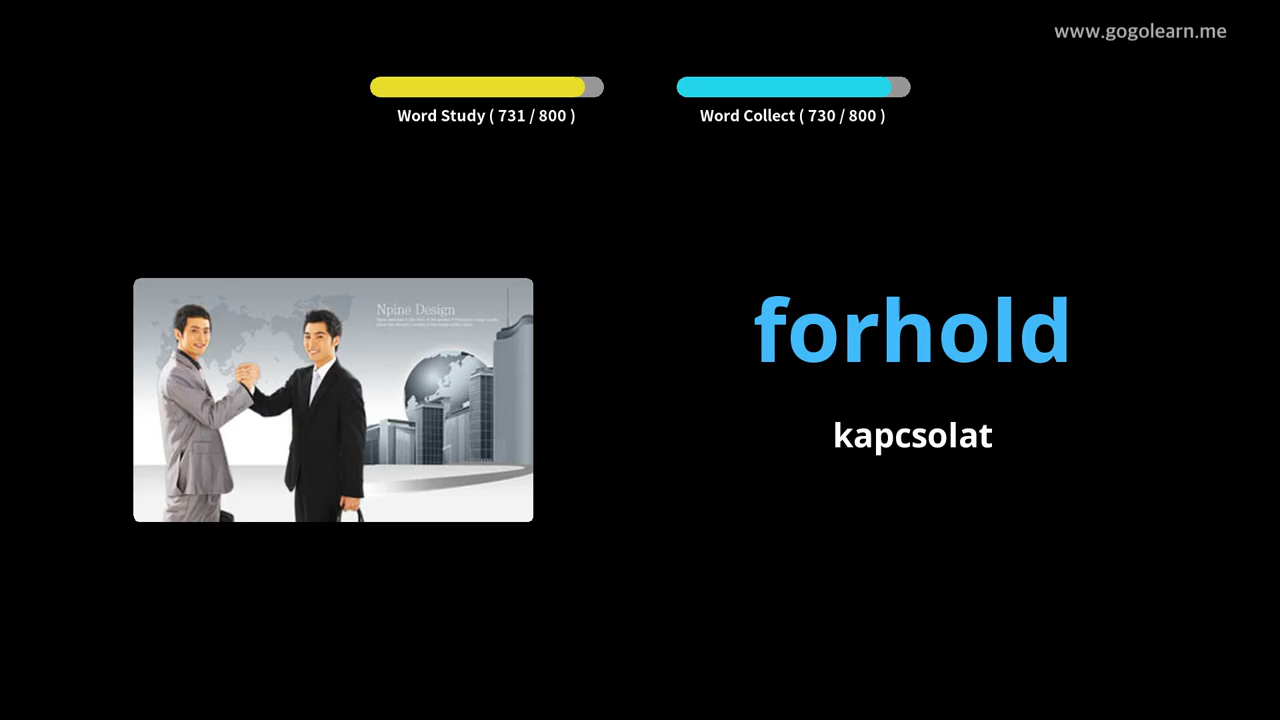 www.gogolearn.me
Word Study ( 731 / 800 )
Word Collect ( 730 / 800 )
Npine Design
forhold
kapcsolat